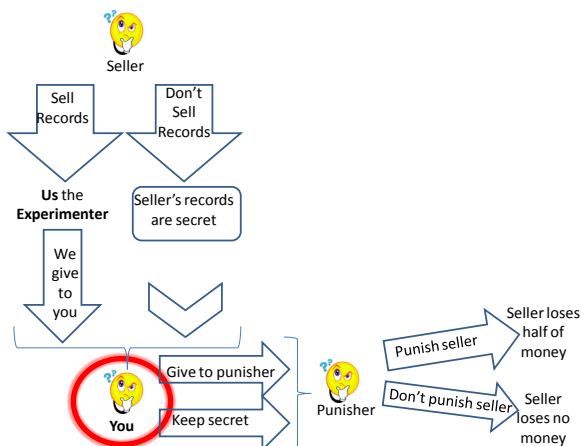 ??
Seller
Sell
Records
Don't
Sell
Records
Us the
Experimenter
Seller's records
are secret
We
give
to
you
??
You
Give to punisher
Keep secret
??
Punisher
Punish seller
Don't punish seller
Seller loses
half of
money
Seller
loses no
money